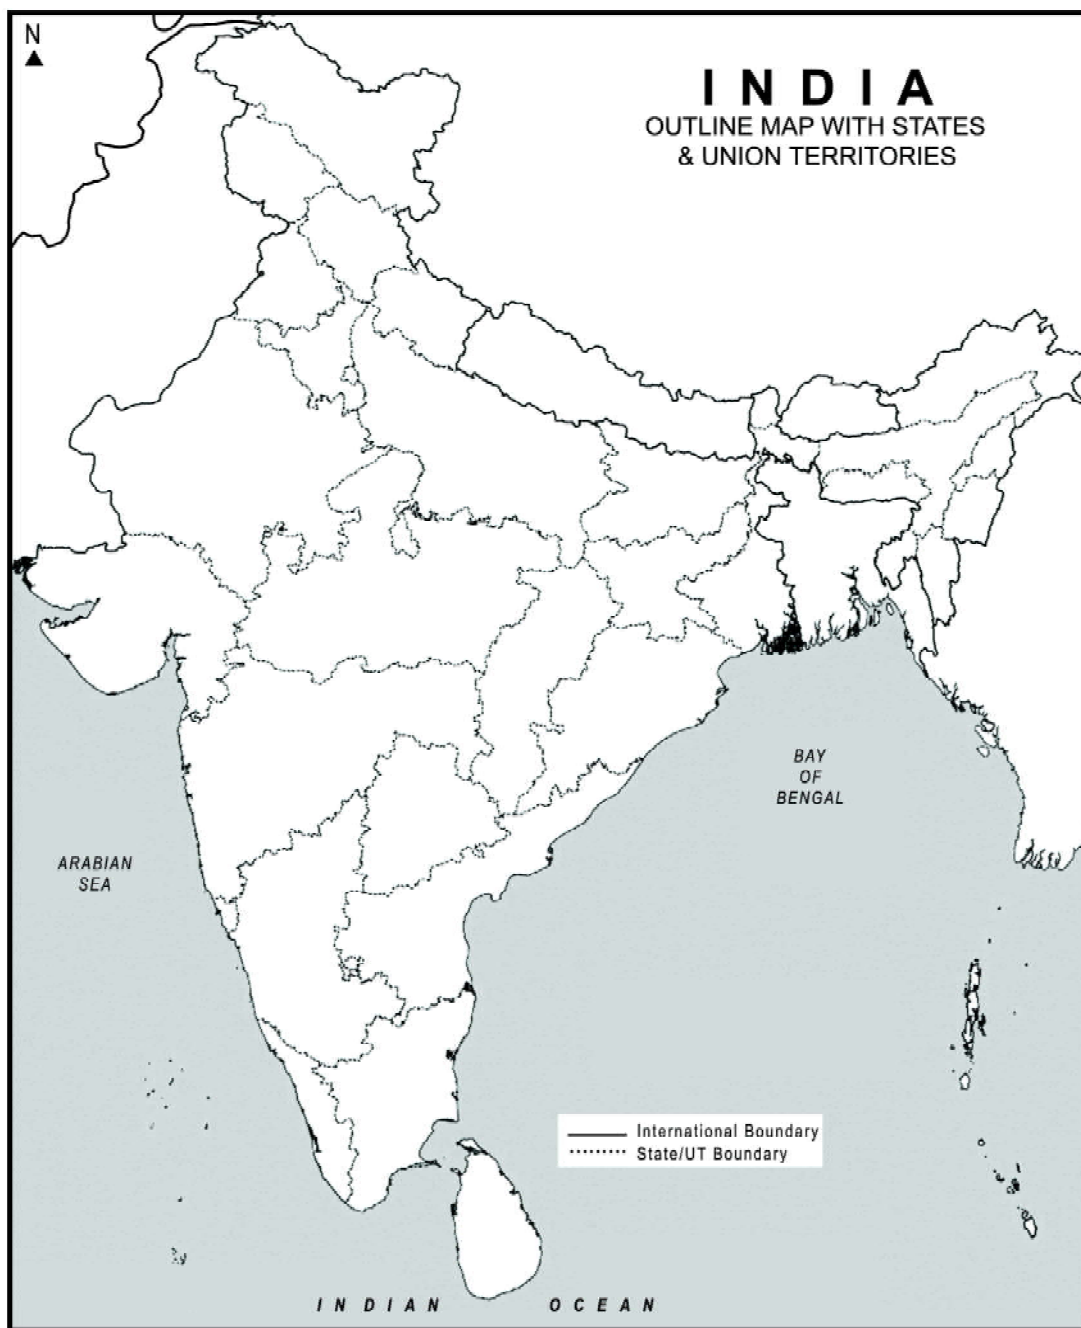 N
INDIA
OUTLINE MAP WITH STATES
& UNION TERRITORIES
BAY
OF
BENGAL
ARABIAN
SEA
International Boundary
State/UT Boundary
INDIAN OCEAN